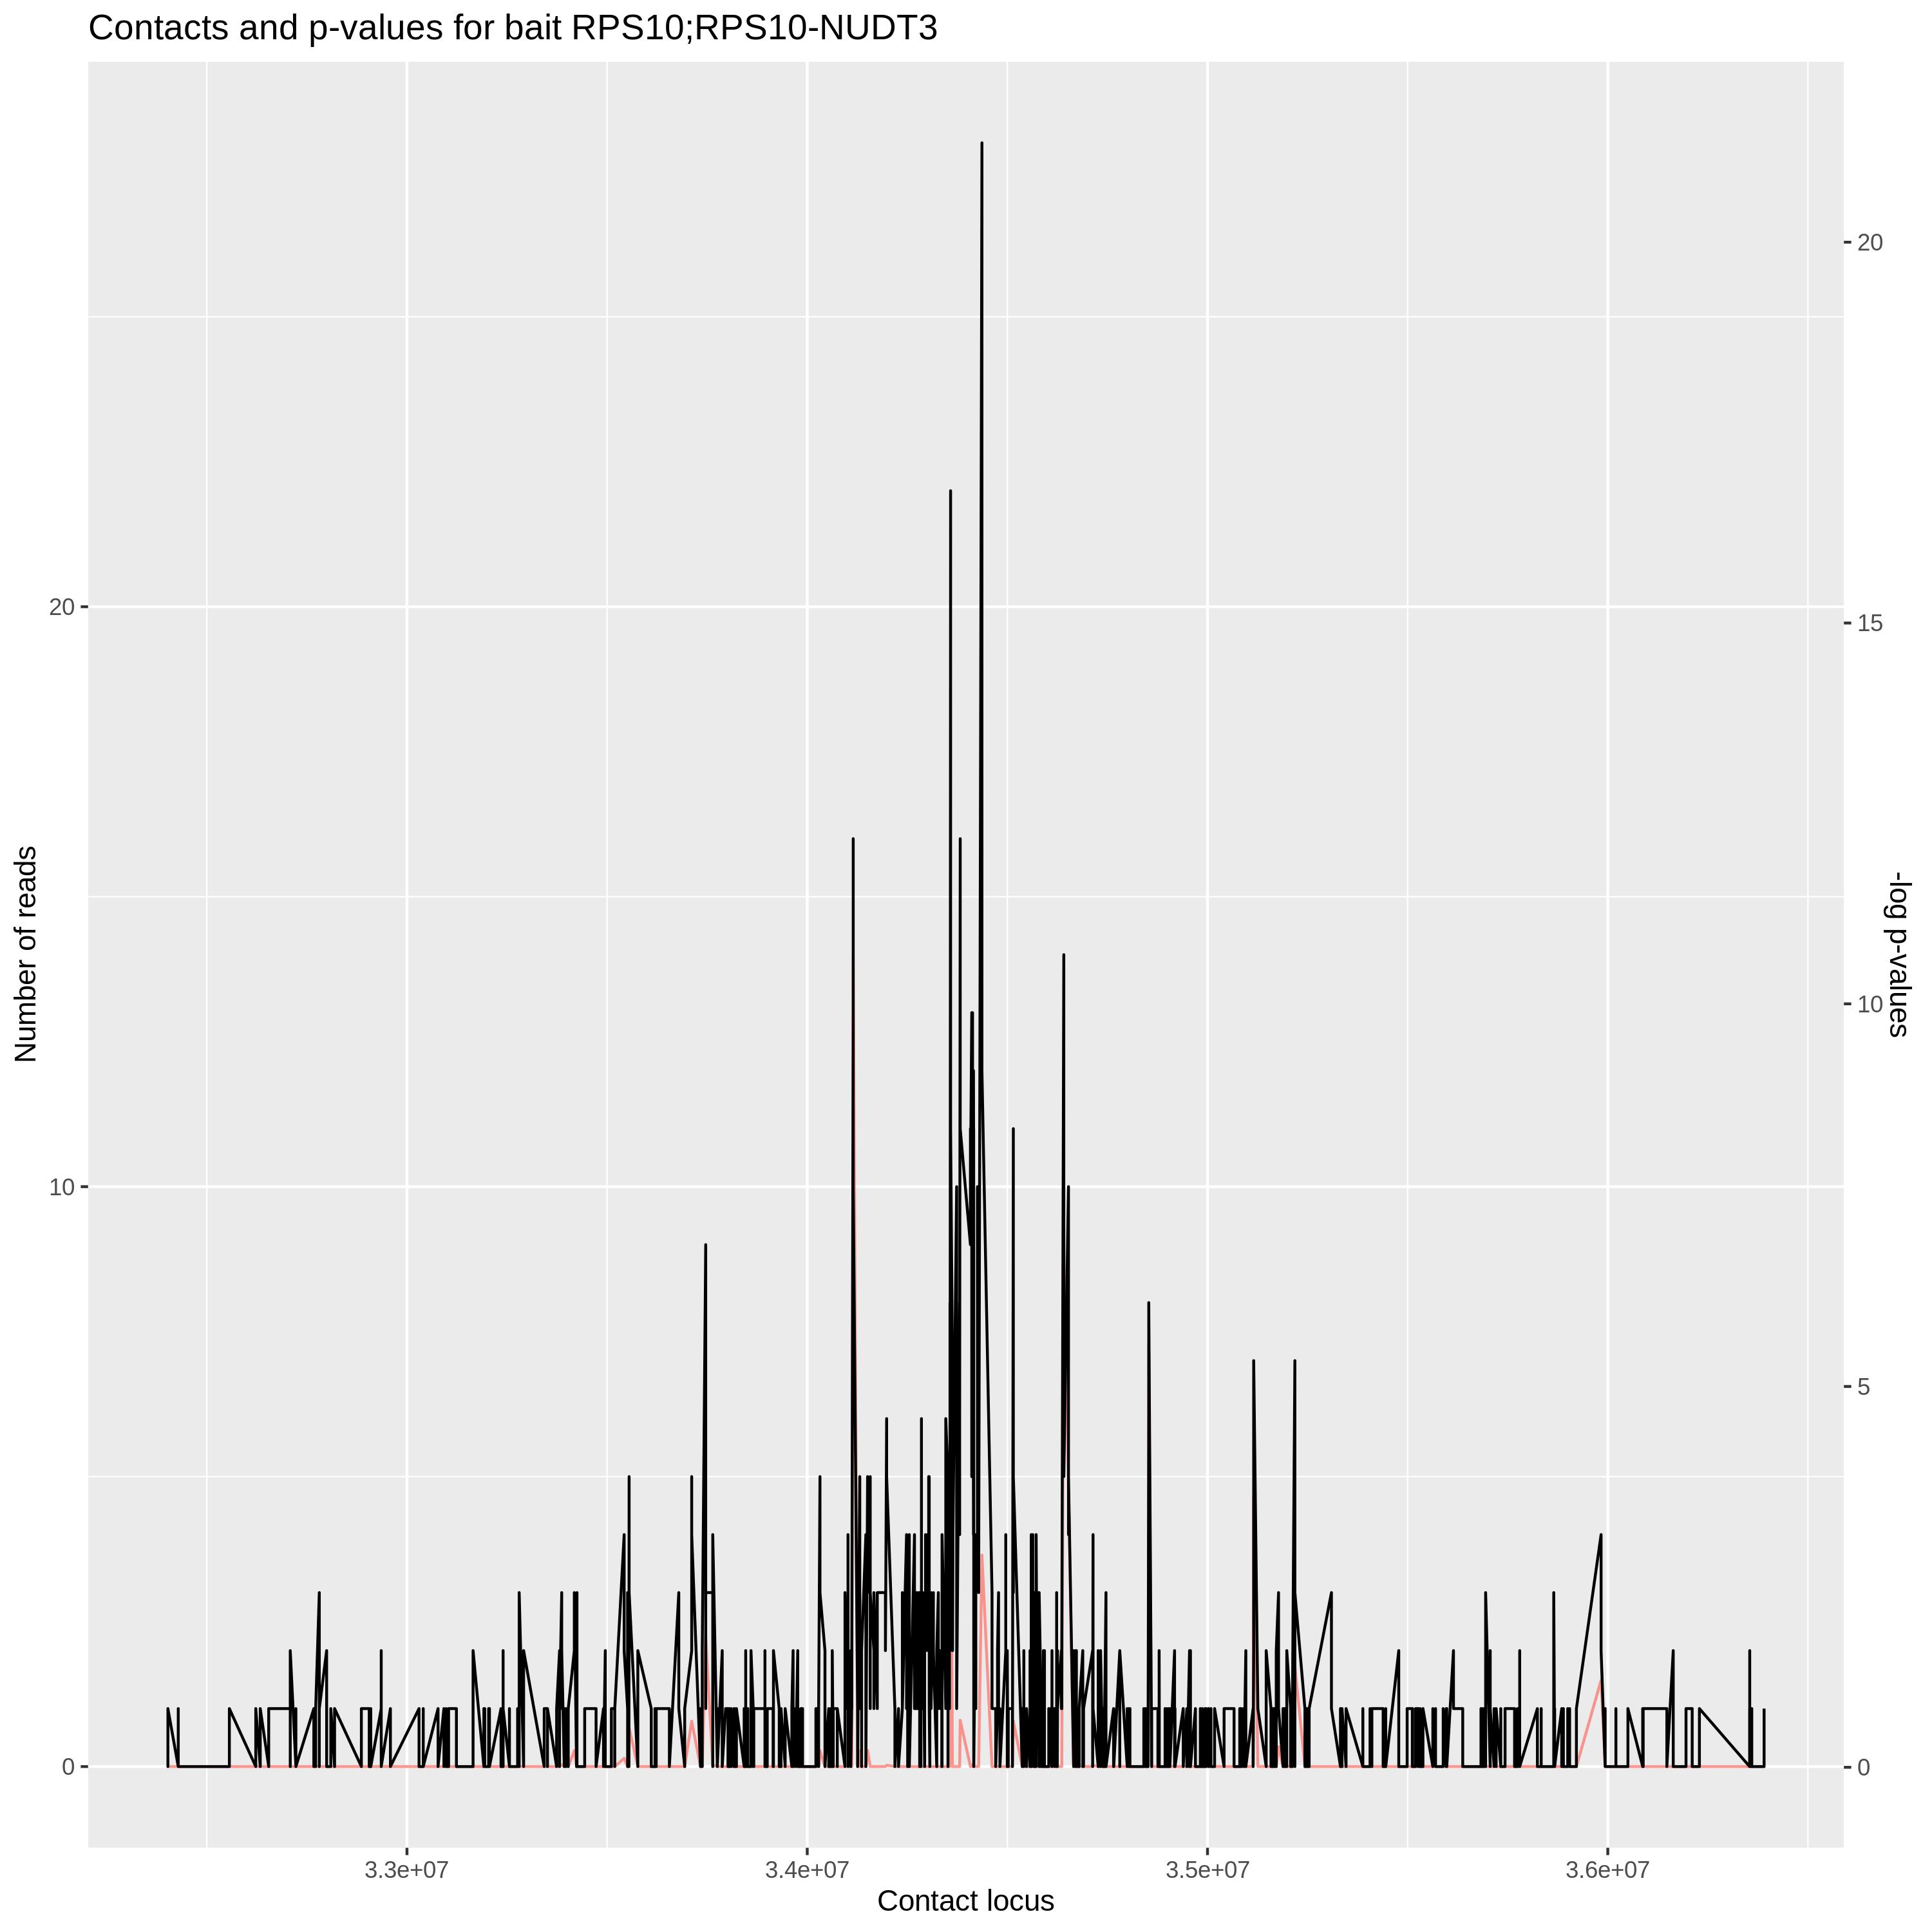 Contacts and p-values for bait RPS10;RPS10-NUDT3
20
20
15
Number of reads
-log p-values
10
10
5
0
0
3.3e+07 3.4e+07 3.5e+07 3.6e+07
Contact locus